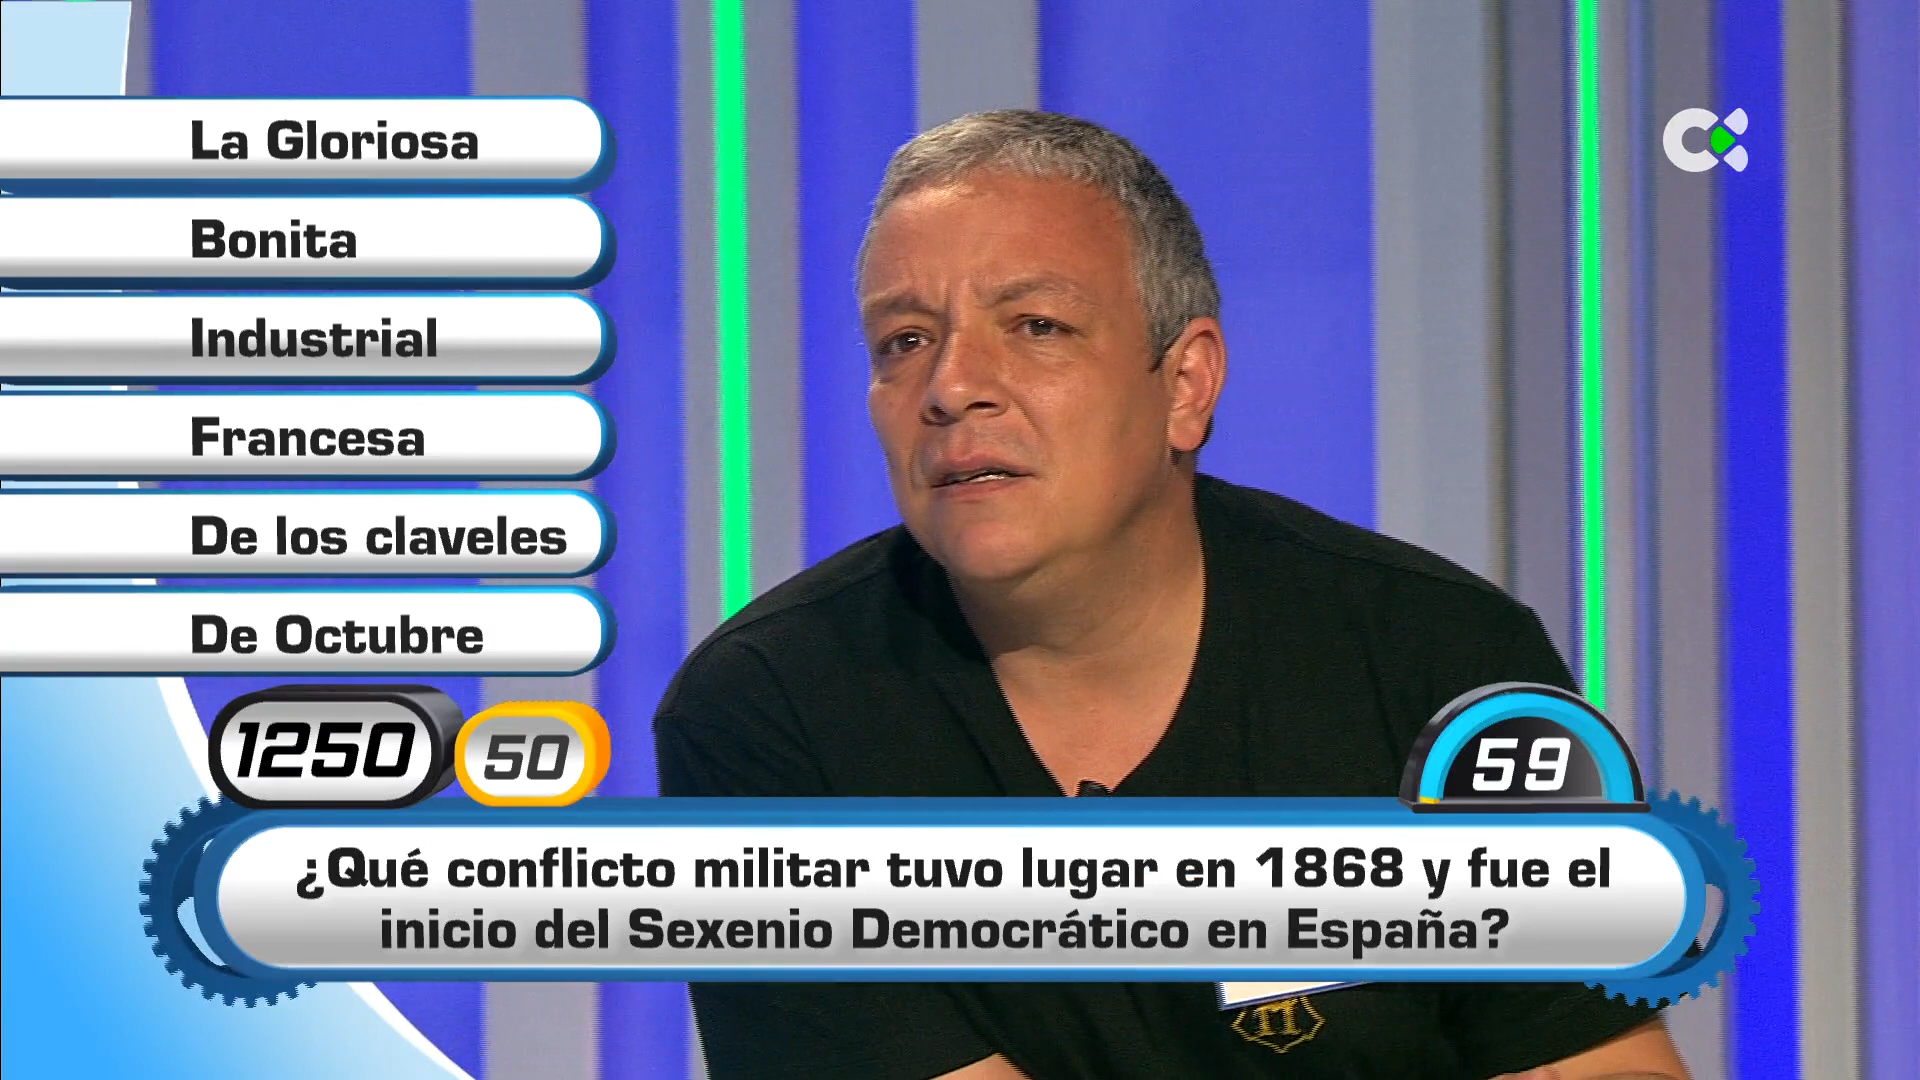 La Gloriosa
Bonita
Industrial
Francesa
De los claveles
De Octubre
1250
50
59
¿Qué conflicto militar tuvo lugar en 1868 y fue el
inicio del Sexenio Democrático en España?